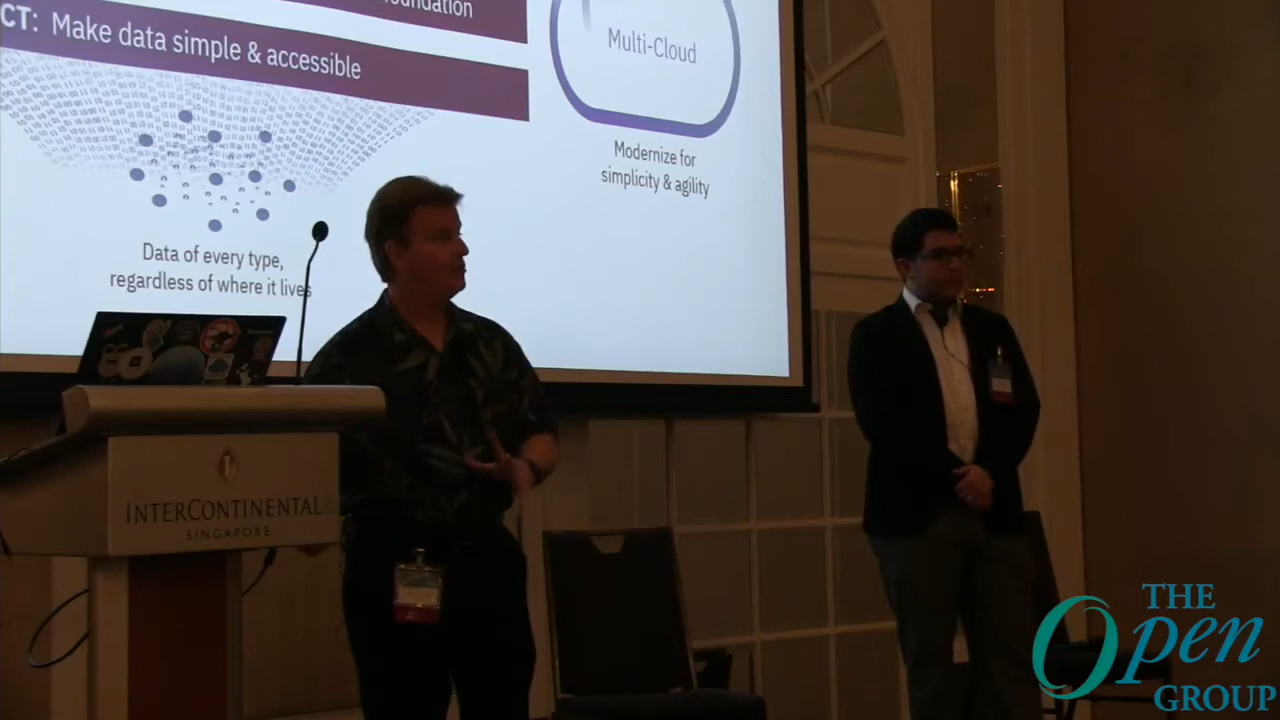 foundation
CT: Make data simple & accessible
Multi-Cloud
Modernize for
simplicity & agility
Data of every type,
regardless of where it lives
INTERCONTINENTAL
SINGAPORE
THE
Open
GROUP